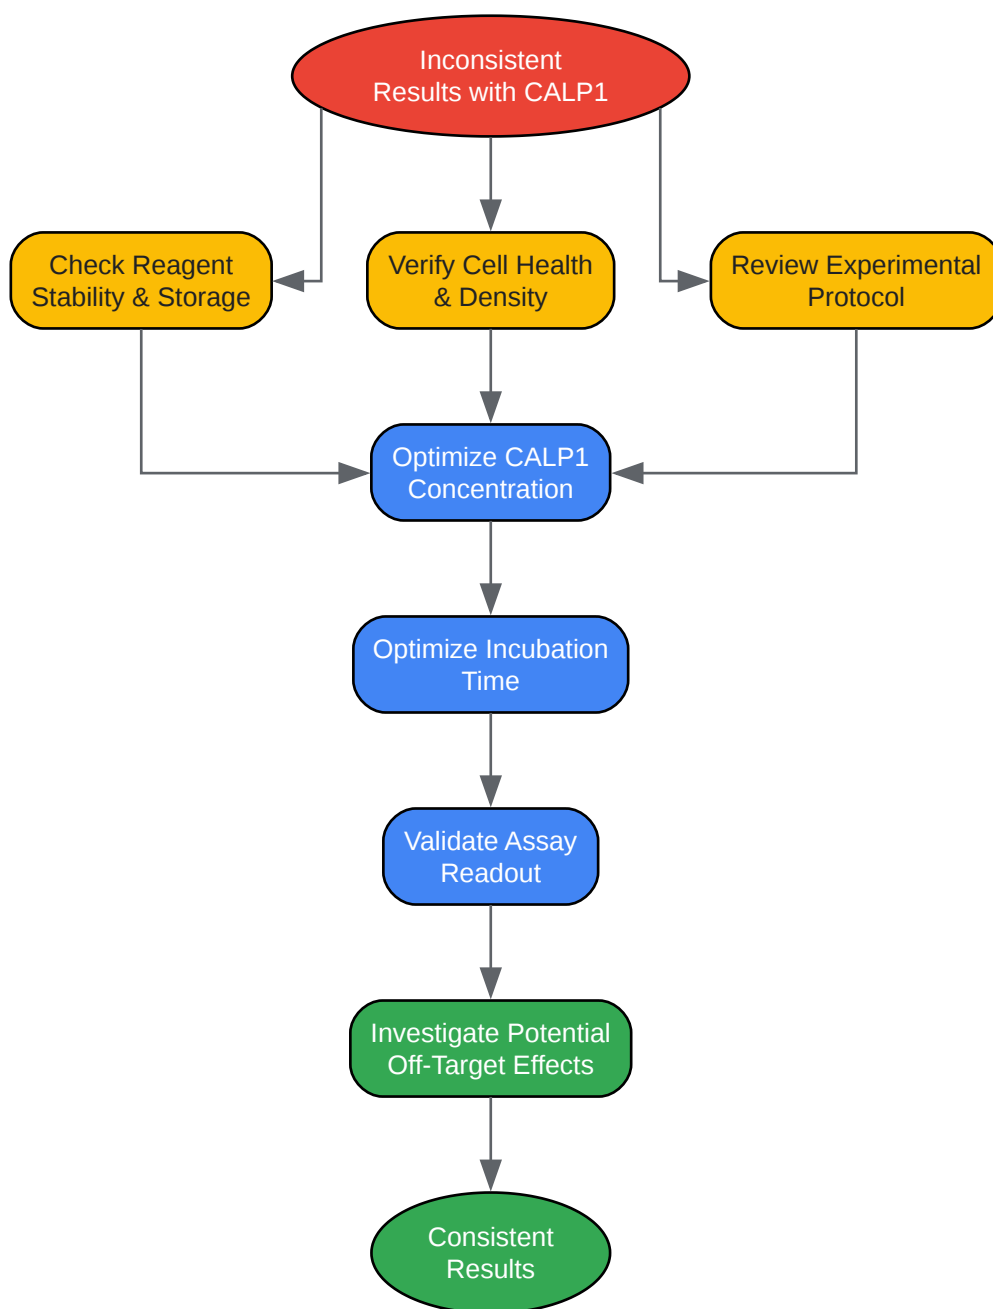 Inconsistent
Results with CALP1
Check Reagent
Stability & Storage
Verify Cell Health
& Density
Review Experimental
Protocol
Optimize CALP1
Concentration
Optimize Incubation
Time
Validate Assay
Readout
Investigate Potential
Off-Target Effects
Consistent
Results